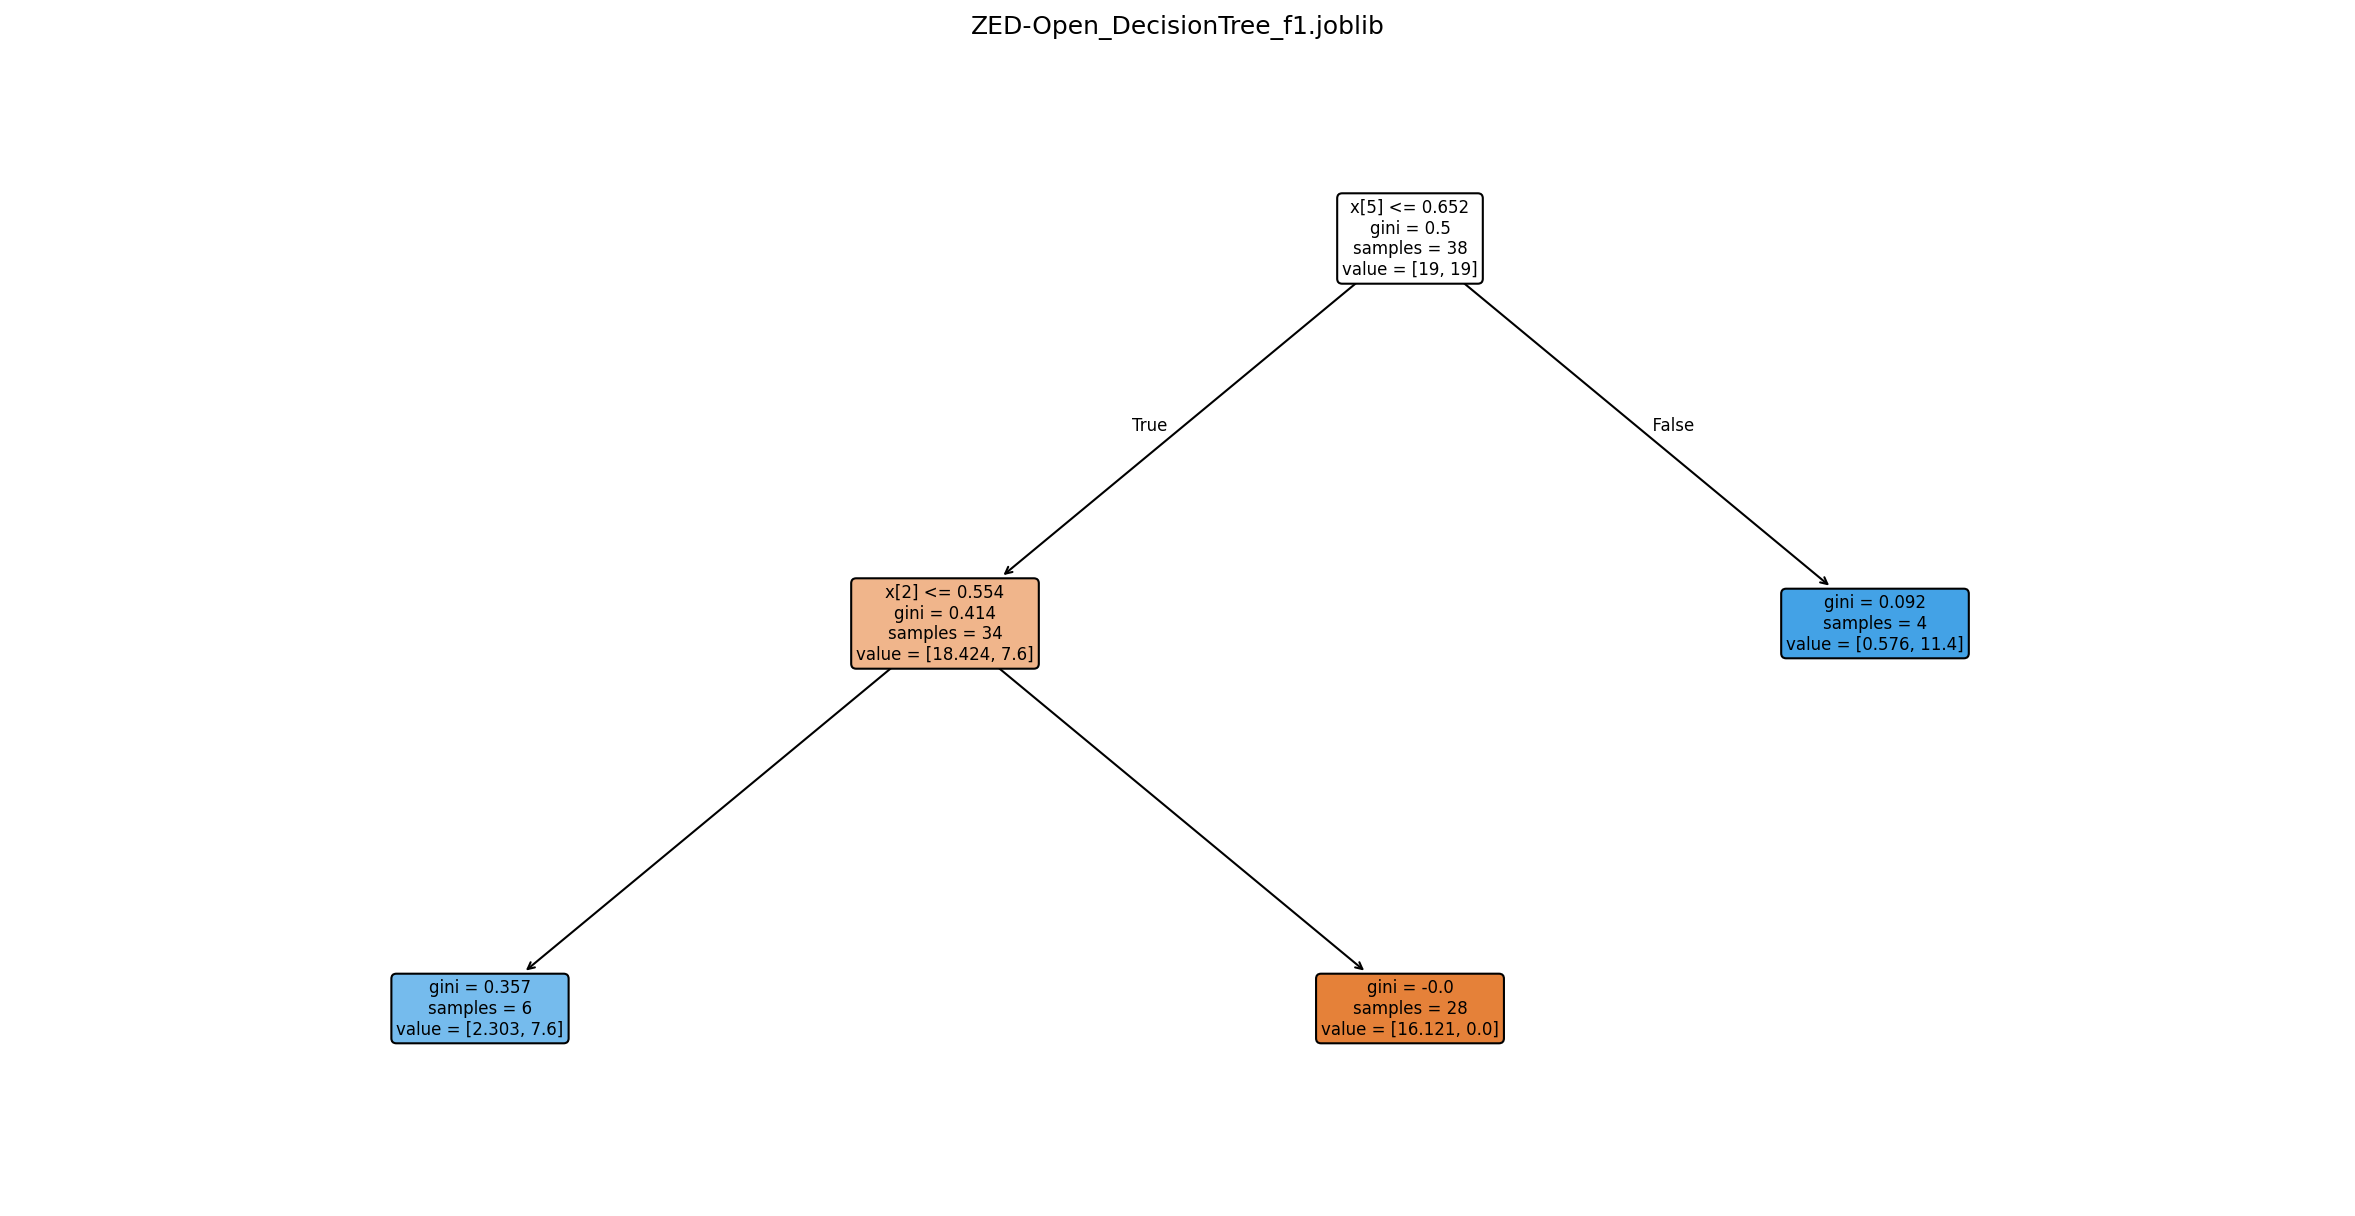 ZED-Open_DecisionTree_f1.joblib
x[5] <= 0.652
gini = 0.5
samples = 38
value = [19, 19]
True
False
x[2] <= 0.554
gini = 0.414
samples = 34
value = [18.424, 7.6]
gini = 0.092
samples = 4
value = [0.576, 11.4]
gini = 0.357
samples = 6
value = [2.303, 7.6]
gini = -0.0
samples = 28
value = [16.121, 0.0]